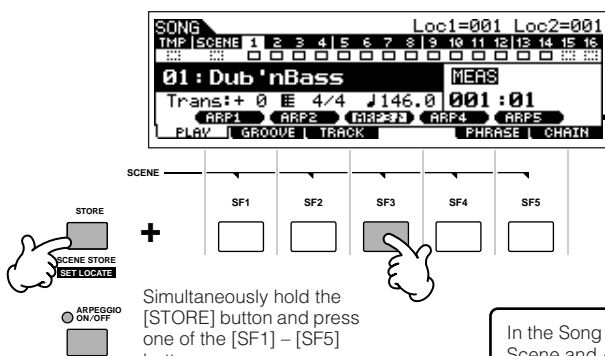 SONG Loc1=001 Loc2=001
TMP SCENE 1 2 3 4 5 6 7 8 9 10 11 12 13 14 15 16
01:Dub'nBass MEAS
Trans:+ 0 4/4 ♩146.0 001:01
ARP1 ARP2 ARP3 ARP4 ARP5
PLAY GROOVE TRACK PHRASE CHAIN
SCENE
SF1 SF2 SF3 SF4 SF5
STORE
+
SCENE STORE
SET LOCATE
ARPEGGIO
ON/OFF
Simultaneously hold the
[STORE] button and press
one of the [SF1] – [SF5]
In the Song
Scene and